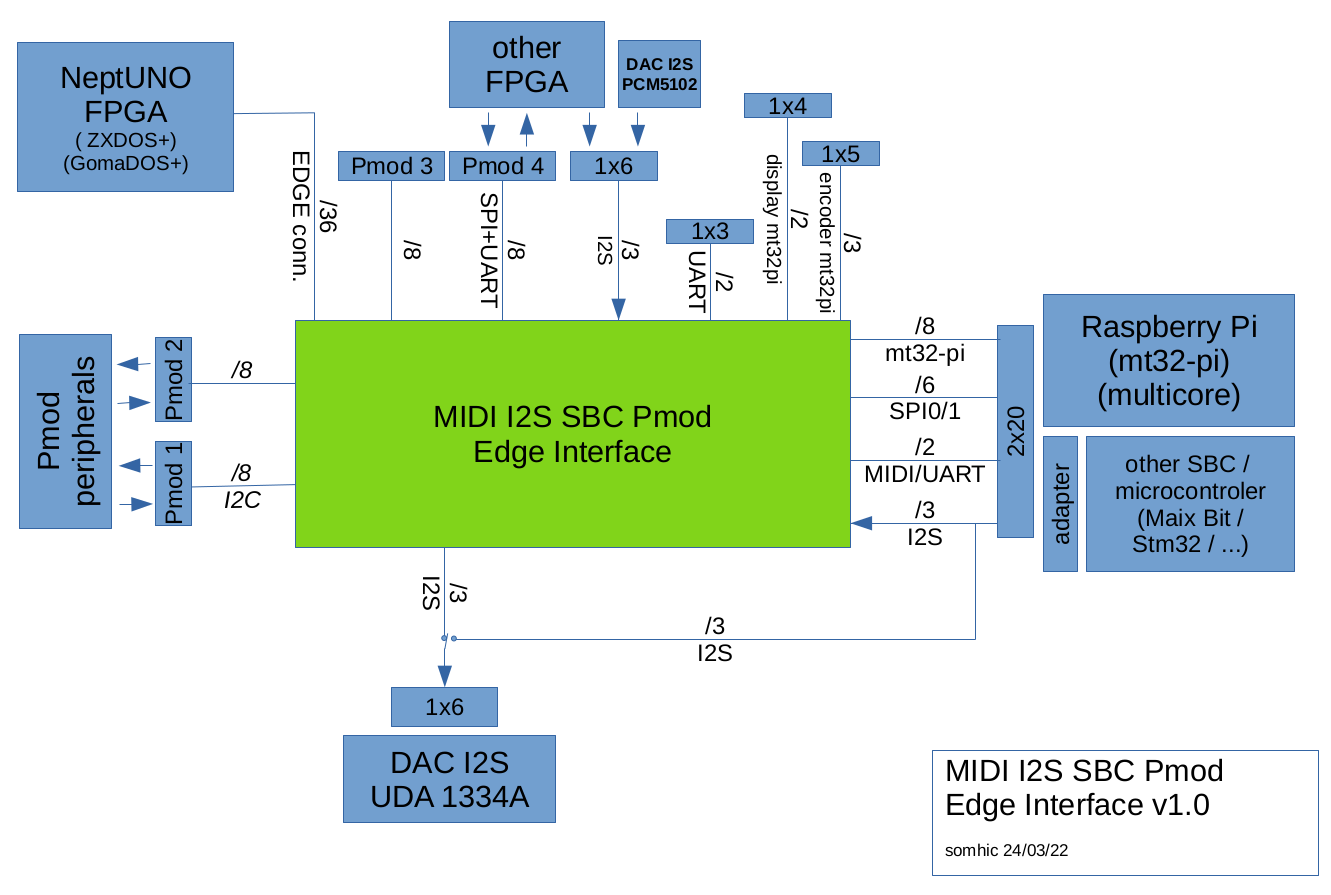 NeptUNO
FPGA
( ZXDOS+)
(GomaDOS+)
other
FPGA
DAC I2S
PCM5102
1x4
1x5
Pmod 3
Pmod 4
1x6
1x3
EDGE conn.
/36
/8
SPI+UART
/8
I2S
/3
UART
/2
display mt32pi
/2
encoder mt32pi
/3
Pmod
peripherals
Pmod 2
/8
Pmod 1
/8
I2C
MIDI I2S SBC Pmod
Edge Interface
/8
mt32-pi
/6
SPI0/1
/2
MIDI/UART
/3
I2S
2x20
Raspberry Pi
(mt32-pi)
(multicore)
adapter
other SBC /
microcontroler
(Maix Bit /
Stm32 / ...)
I2S
/3
/3
I2S
1x6
DAC I2S
UDA 1334A
MIDI I2S SBC Pmod
Edge Interface v1.0
somhic 24/03/22